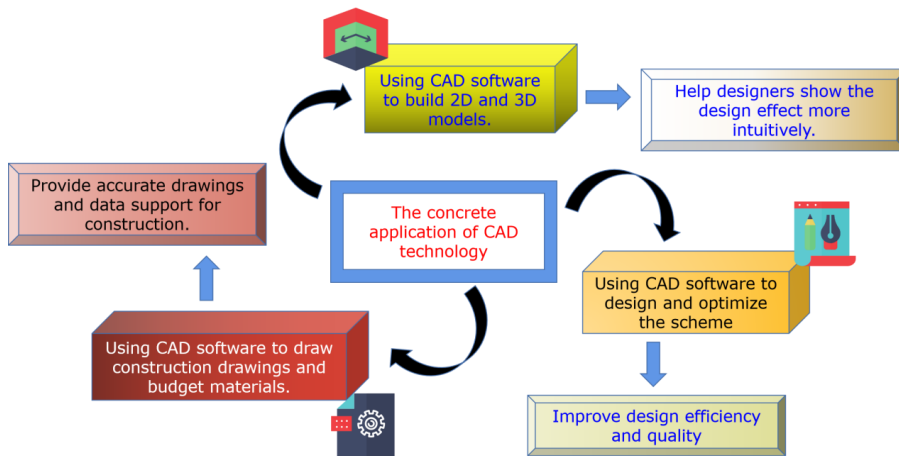 Using CAD software
to build 2D and 3D
models.
Help designers show the
design effect more
intuitively.
Provide accurate drawings
and data support for
construction.
The concrete
application of CAD
technology
Using CAD software to
design and optimize
the scheme
Using CAD software to draw
construction drawings and
budget materials.
Improve design efficiency
and quality